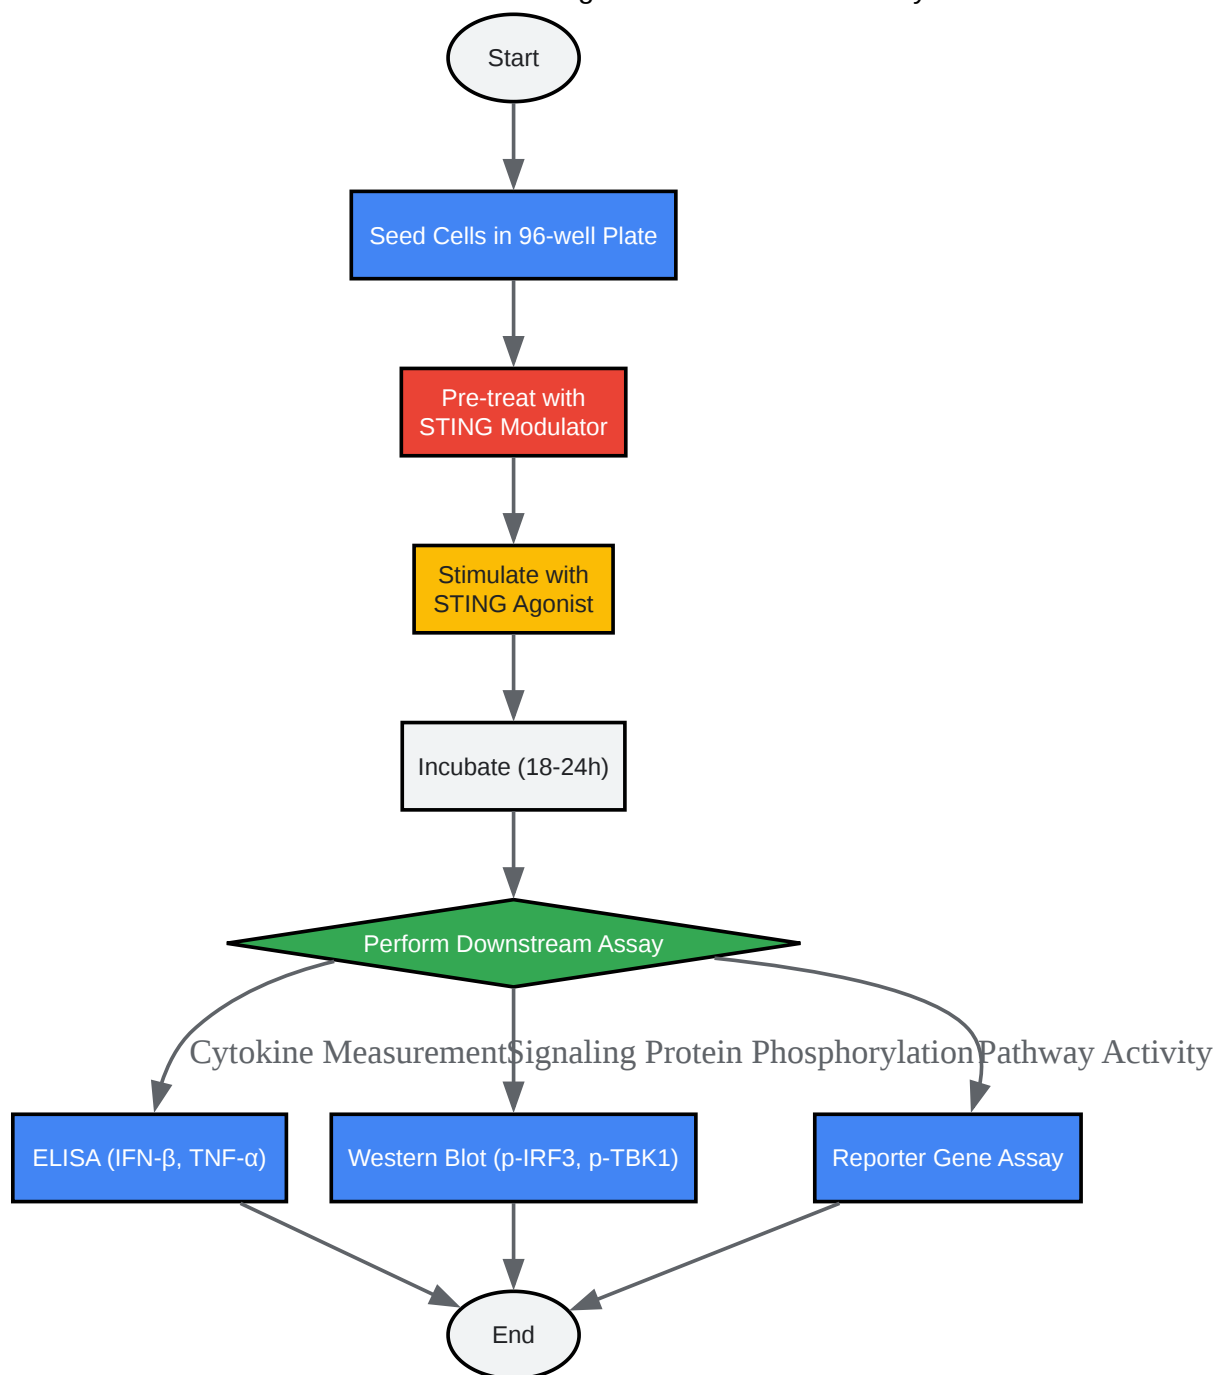 Start
Seed Cells in 96-well Plate
Pre-treat with
STING Modulator
Stimulate with
STING Agonist
Incubate (18-24h)
Perform Downstream Assay
Cytokine Measurement
Signaling Protein Phosphorylation
Pathway Activity
ELISA (IFN-β, TNF-α)
Western Blot (p-IRF3, p-TBK1)
Reporter Gene Assay
End